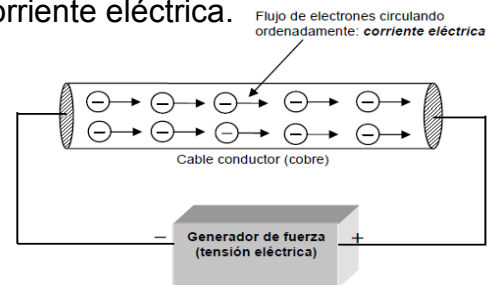 orriente eléctrica.
Flujo de electrones circulando
ordenadamente: corriente eléctrica
Cable conductor (cobre)
− Generador de fuerza +
(tensión eléctrica)